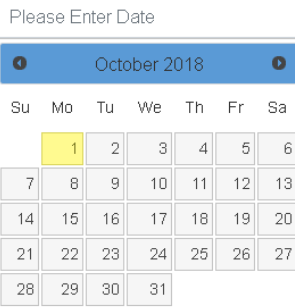 Please Enter Date
October 2018
Su Mo Tu We Th Fr Sa
1 2 3 4 5 6
7 8 9 10 11 12 13
14 15 16 17 18 19 20
21 22 23 24 25 26 27
28 29 30 31